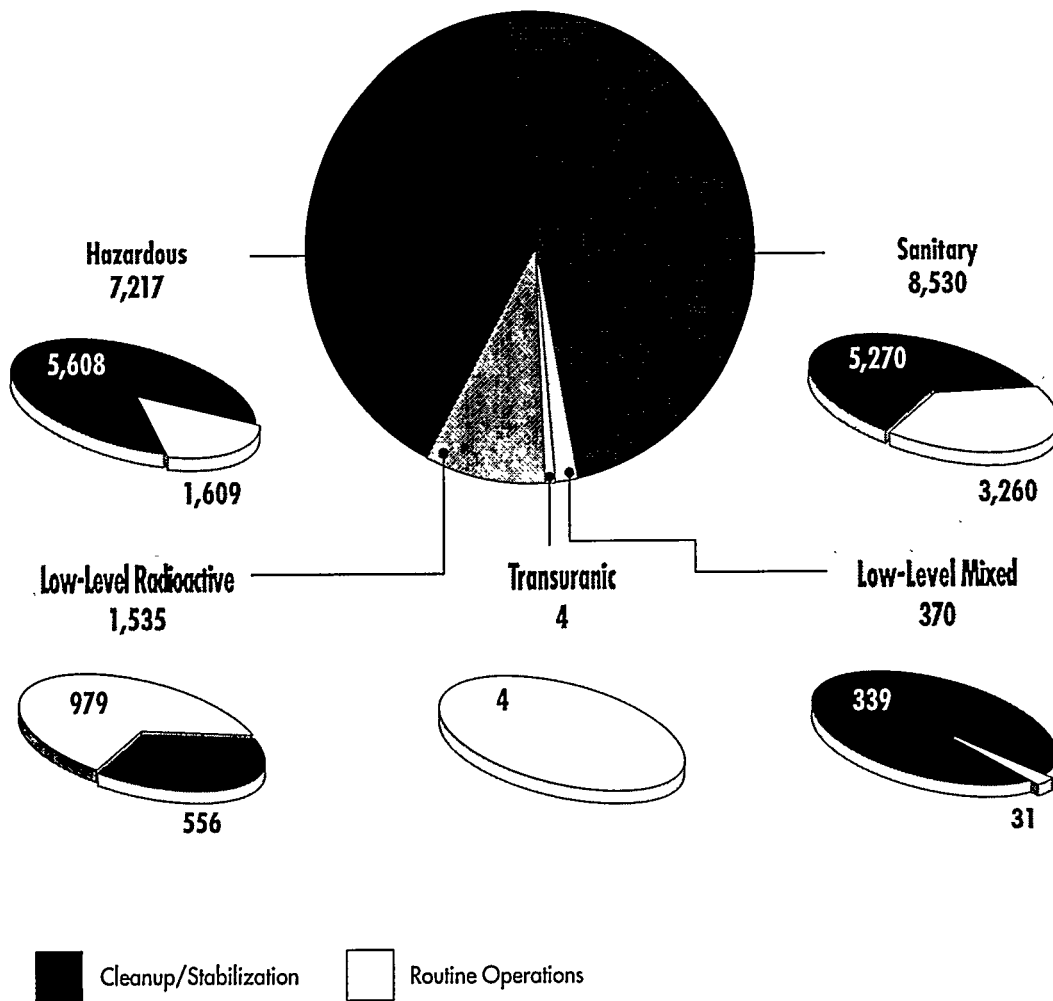 Hazardous
7,217
Sanitary
8,530
5,608
1,609
5,270
3,260
Low-Level Radioactive
1,535
Transuranic
4
Low-Level Mixed
370
979
556
4
339
31
Cleanup/Stabilization
Routine Operations